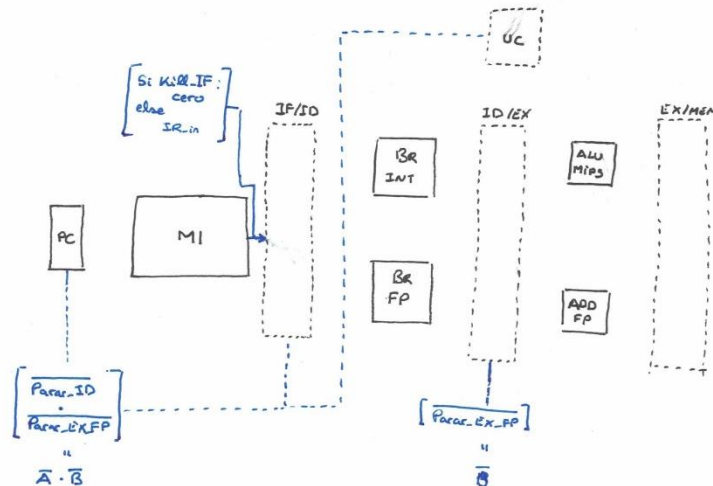 UC
Si Kill_IF:
cero
else
IR_in
IF/ID
ID/EX
EX/MEM
BR
INT
ALU
MIPS
PC
MI
BR
FP
ADD
FP
Parar_ID
·
Parar_EX_FP
"
A · B
Parar_EX_FP
"
B